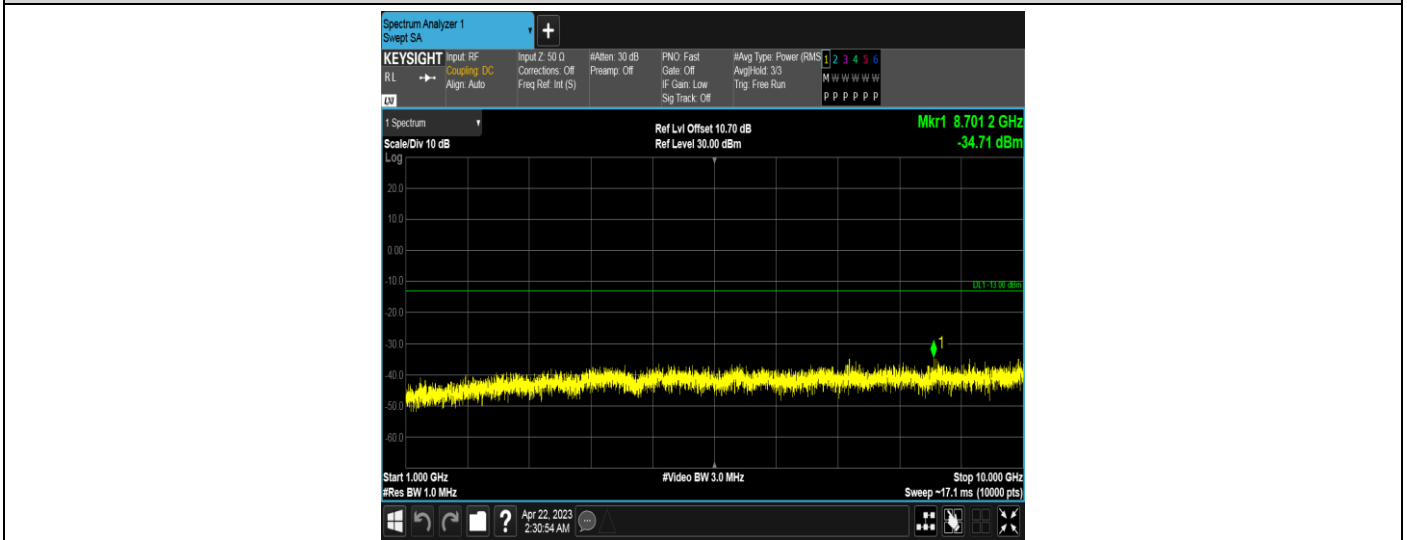 Spectrum Analyzer 1
Swept SA
+
KEYSIGHT
RL
LXI
Input: RF
Coupling: DC
Align: Auto
Input Z: 50 Ω
Corrections: Off
Freq Ref: Int (S)
#Atten: 30 dB
Preamp: Off
PNO: Fast
Gate: Off
IF Gain: Low
Sig Track: Off
#Avg Type: Power (RMS
Avg|Hold: 3/3
Trig: Free Run
1 2 3 4 5 6
M W W W W W
P P P P P P
1 Spectrum
Scale/Div 10 dB
Ref Lvl Offset 10.70 dB
Ref Level 30.00 dBm
Mkr1 8.701 2 GHz
-34.71 dBm
Log
20.0
10.0
0.00
-10.0
DL1 -13.00 dBm
-20.0
-30.0
1
-40.0
-50.0
-60.0
Start 1.000 GHz
#Video BW 3.0 MHz
Stop 10.000 GHz
#Res BW 1.0 MHz
Sweep ~17.1 ms (10000 pts)
?
Apr 22, 2023
2:30:54 AM